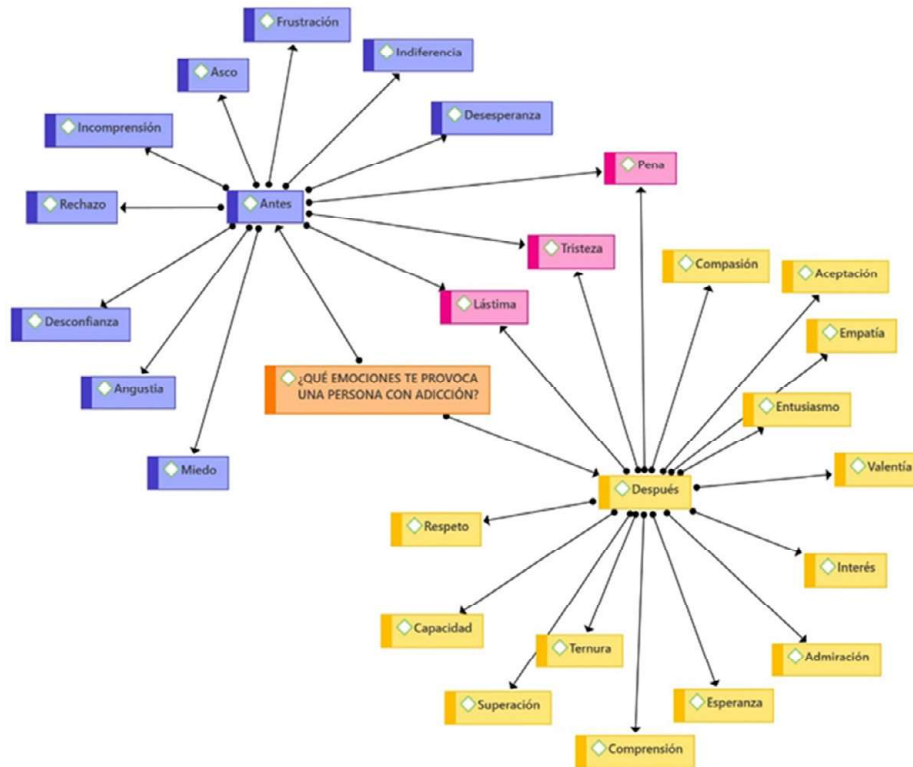 Frustración
Indiferencia
Asco
Desesperanza
Incomprensión
Pena
Rechazo
Antes
Tristeza
Compasión
Aceptación
Lástima
Desconfianza
Empatía
¿QUÉ EMOCIONES TE PROVOCA
UNA PERSONA CON ADICCIÓN?
Angustia
Entusiasmo
Miedo
Valentía
Después
Respeto
Interés
Capacidad
Ternura
Admiración
Superación
Esperanza
Comprensión